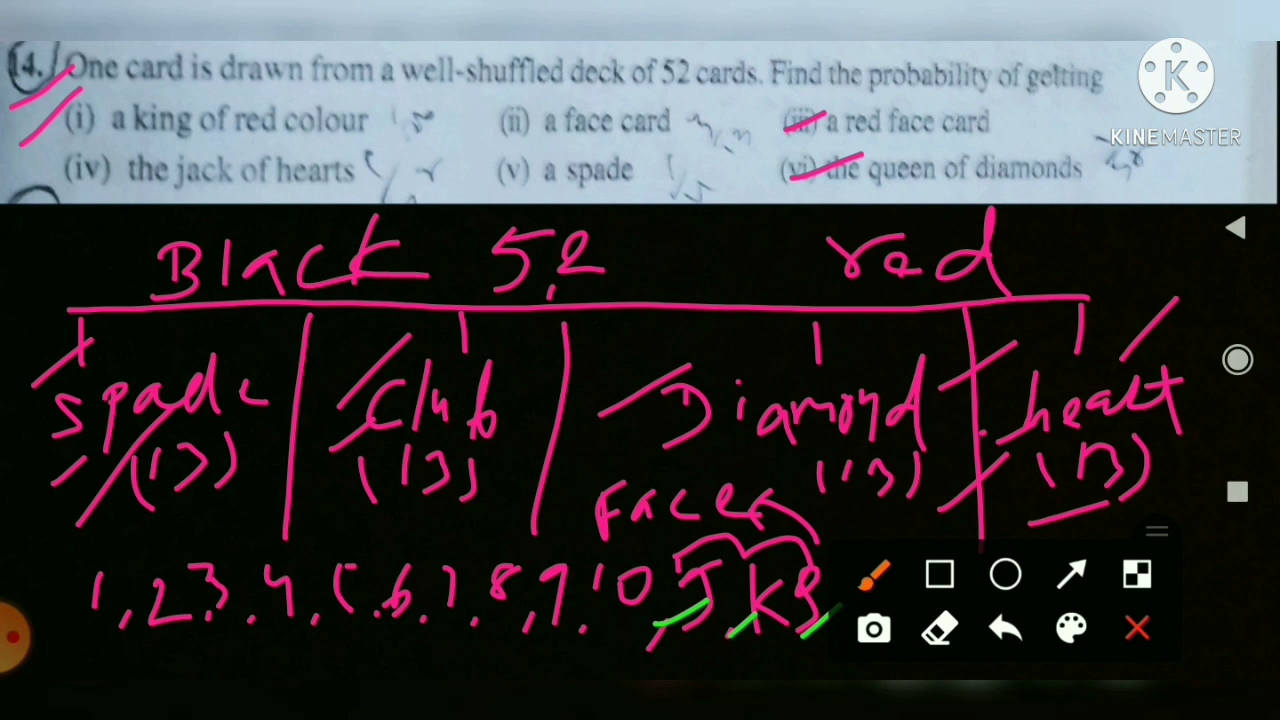 14. One card is drawn from a well-shuffled deck of 52 cards. Find the probability of getting
(i) a king of red colour (ii) a face card (iii) a red face card
KINEMASTER
(iv) the jack of hearts (v) a spade (vi) the queen of diamonds
Black 52 red
Spade Club Diamond heart
(13) (13) (13) (13)
Faces
1, 2, 3, 4, 5, 6, 7, 8, 9, 10, J, K, Q